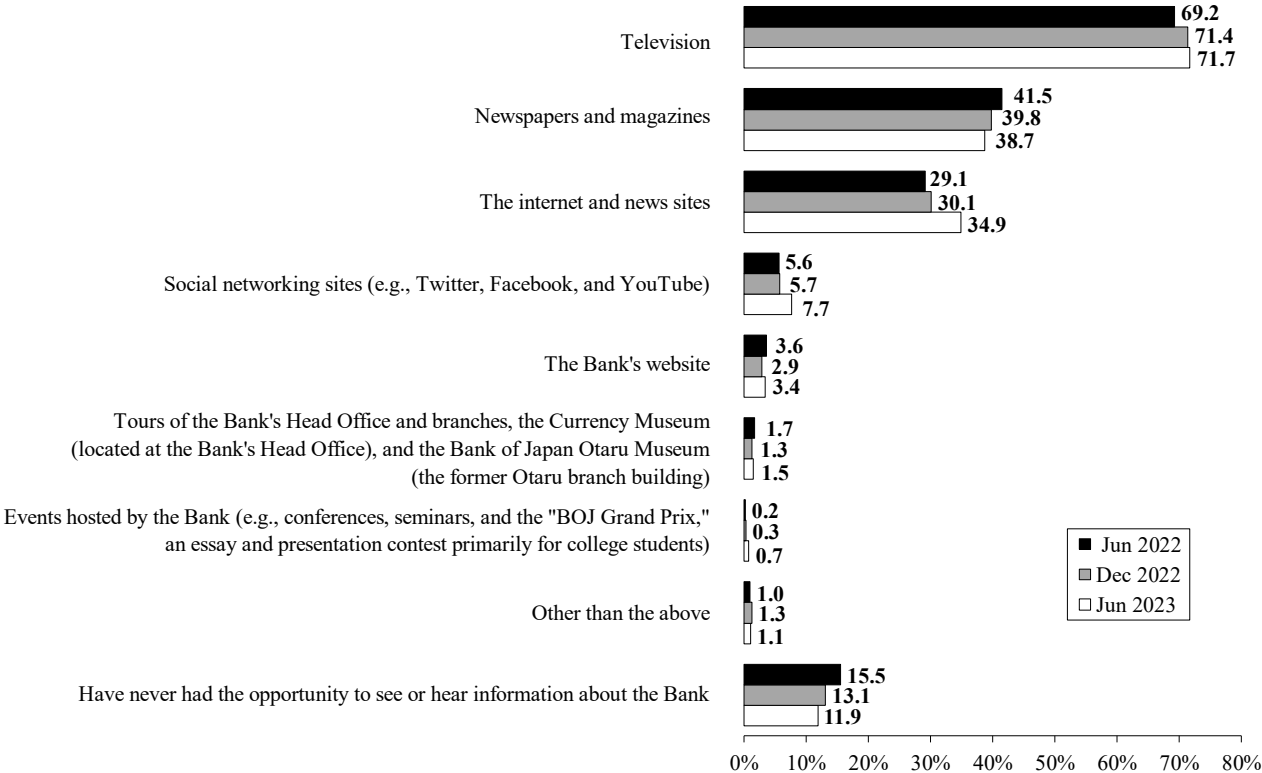 69.2
Television
71.4
71.7
41.5
Newspapers and magazines
39.8
38.7
29.1
The internet and news sites
30.1
34.9
5.6
Social networking sites (e.g., Twitter, Facebook, and YouTube)
5.7
7.7
3.6
The Bank's website
2.9
3.4
Tours of the Bank's Head Office and branches, the Currency Museum
(located at the Bank's Head Office), and the Bank of Japan Otaru Museum
(the former Otaru branch building)
1.7
1.3
1.5
Events hosted by the Bank (e.g., conferences, seminars, and the "BOJ Grand Prix,"
an essay and presentation contest primarily for college students)
0.2
0.3
0.7
Jun 2022
Dec 2022
Jun 2023
Other than the above
1.0
1.3
1.1
Have never had the opportunity to see or hear information about the Bank
15.5
13.1
11.9
0% 10% 20% 30% 40% 50% 60% 70% 80%